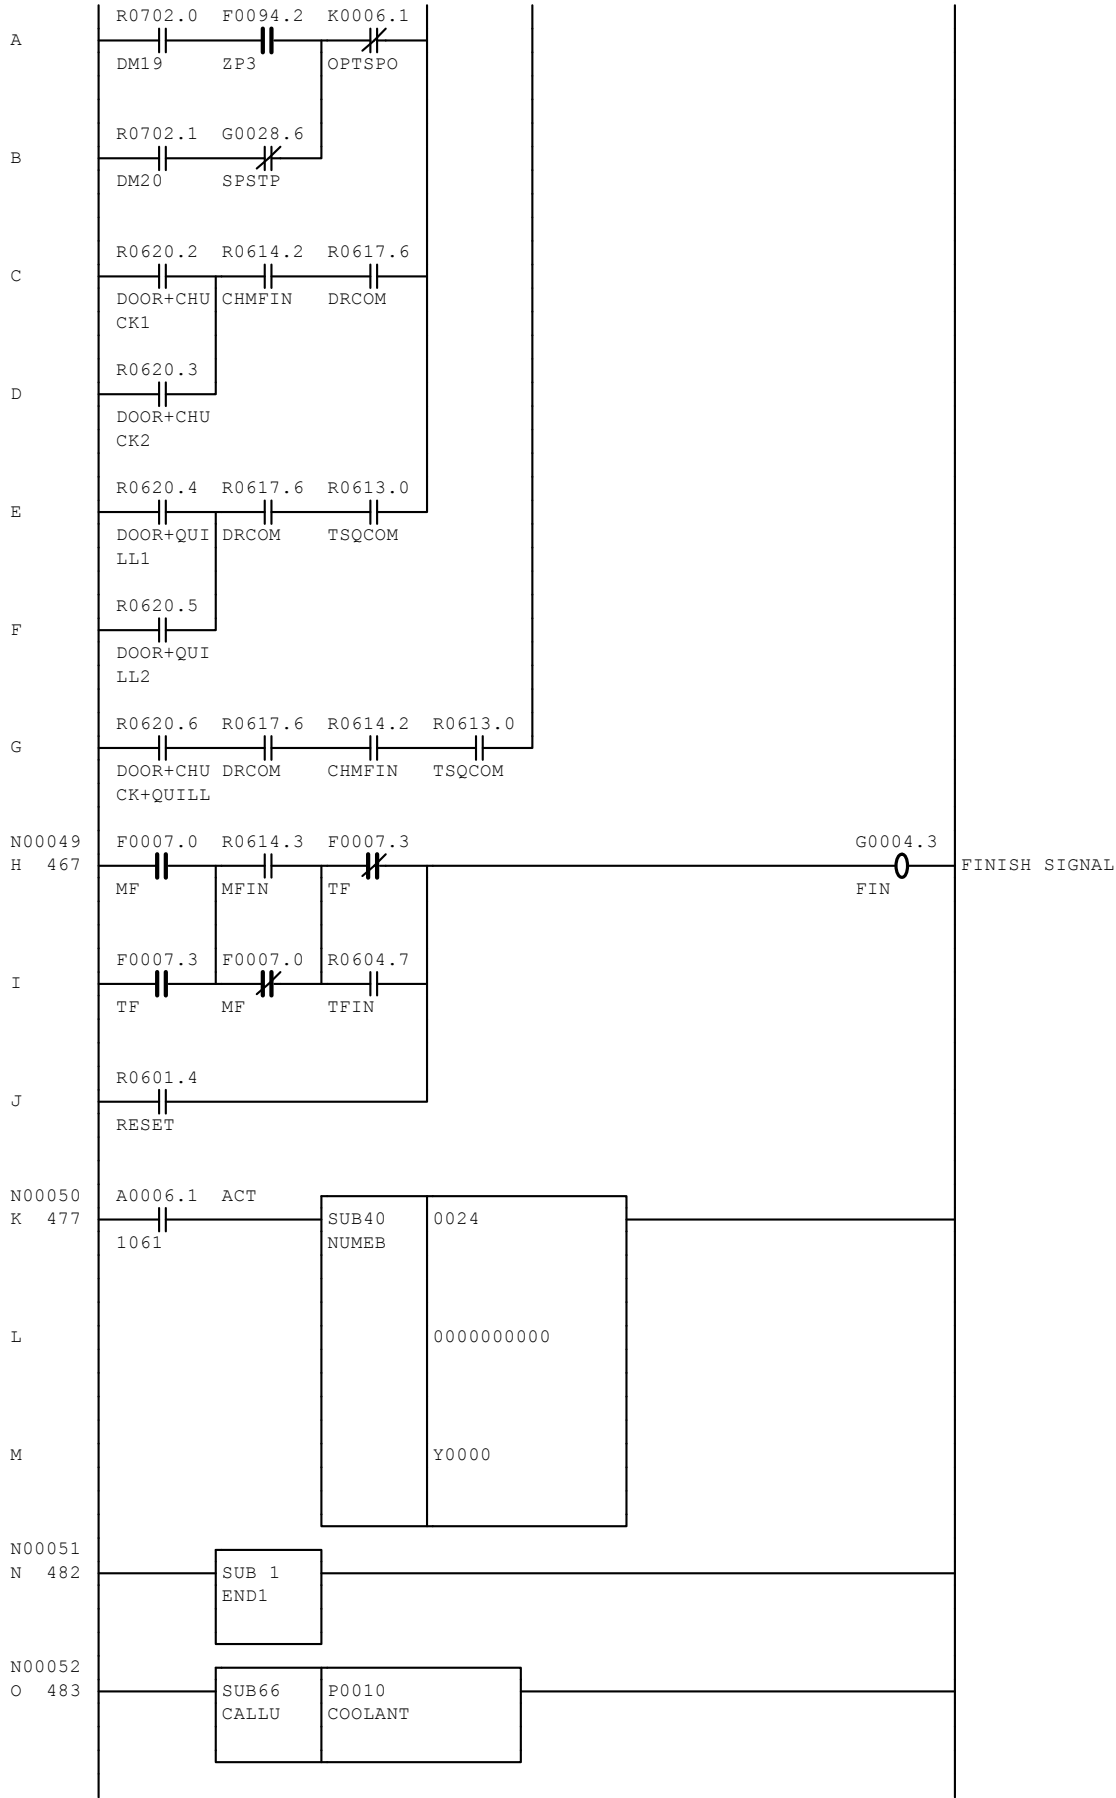 R0702.0 F0094.2 K0006.1
A
DM19 ZP3 OPTSPO
R0702.1 G0028.6
B
DM20 SPSTP
R0620.2 R0614.2 R0617.6
C
DOOR+CHU CHMFIN DRCOM
CK1
R0620.3
D
DOOR+CHU
CK2
R0620.4 R0617.6 R0613.0
E
DOOR+QUI DRCOM TSQCOM
LL1
R0620.5
F
DOOR+QUI
LL2
R0620.6 R0617.6 R0614.2 R0613.0
G
DOOR+CHU DRCOM CHMFIN TSQCOM
CK+QUILL
N00049 F0007.0 R0614.3 F0007.3 G0004.3
H 467 FINISH SIGNAL
MF MFIN TF FIN
F0007.3 F0007.0 R0604.7
I
TF MF TFIN
R0601.4
J
RESET
N00050 A0006.1 ACT
K 477 SUB40 0024
1061 NUMEB
L 0000000000
M Y0000
N00051
N 482 SUB 1
END1
N00052
O 483 SUB66 P0010
CALLU COOLANT